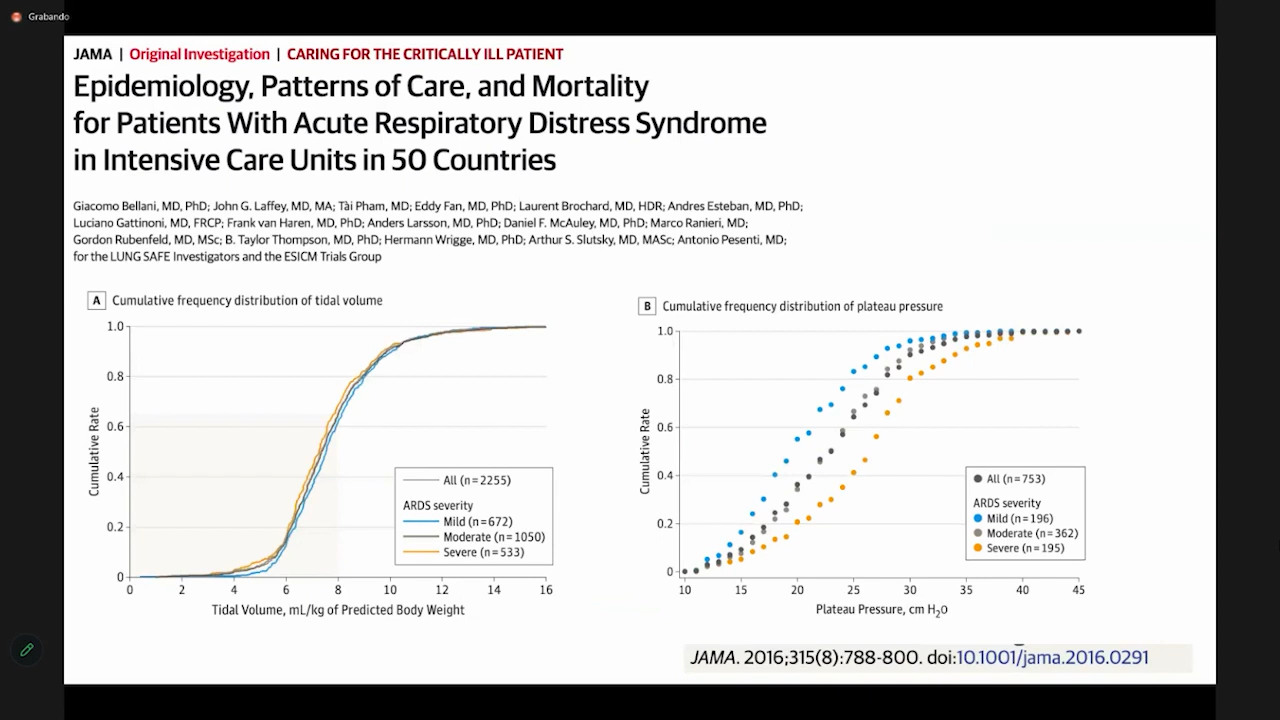 Grabando
JAMA | Original Investigation | CARING FOR THE CRITICALLY ILL PATIENT
Epidemiology, Patterns of Care, and Mortality
for Patients With Acute Respiratory Distress Syndrome
in Intensive Care Units in 50 Countries
Giacomo Bellani, MD, PhD; John G. Laffey, MD, MA; Tài Pham, MD; Eddy Fan, MD, PhD; Laurent Brochard, MD, HDR; Andres Esteban, MD, PhD;
Luciano Gattinoni, MD, FRCP; Frank van Haren, MD, PhD; Anders Larsson, MD, PhD; Daniel F. McAuley, MD, PhD; Marco Ranieri, MD;
Gordon Rubenfeld, MD, MSc; B. Taylor Thompson, MD, PhD; Hermann Wrigge, MD, PhD; Arthur S. Slutsky, MD, MASc; Antonio Pesenti, MD;
for the LUNG SAFE Investigators and the ESICM Trials Group
A Cumulative frequency distribution of tidal volume
1.0
0.8
0.6
0.4
0.2
0
Cumulative Rate
0 2 4 6 8 10 12 14 16
Tidal Volume, mL/kg of Predicted Body Weight
All (n=2255)
ARDS severity
Mild (n=672)
Moderate (n=1050)
Severe (n=533)
B Cumulative frequency distribution of plateau pressure
1.0
0.8
0.6
0.4
0.2
0
Cumulative Rate
10 15 20 25 30 35 40 45
Plateau Pressure, cm H₂O
All (n=753)
ARDS severity
Mild (n=196)
Moderate (n=362)
Severe (n=195)
JAMA. 2016;315(8):788-800. doi:10.1001/jama.2016.0291